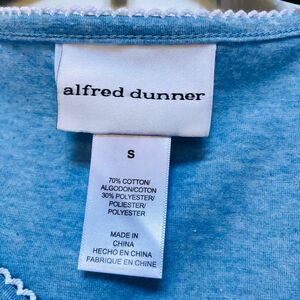 alfred dunner
S
70% COTTON/
ALGODON/COTON
30% POLYESTER/
POLIESTER/
POLYESTER
MADE IN
CHINA
HECHO EN CHINA
FABRIQUE EN CHINE